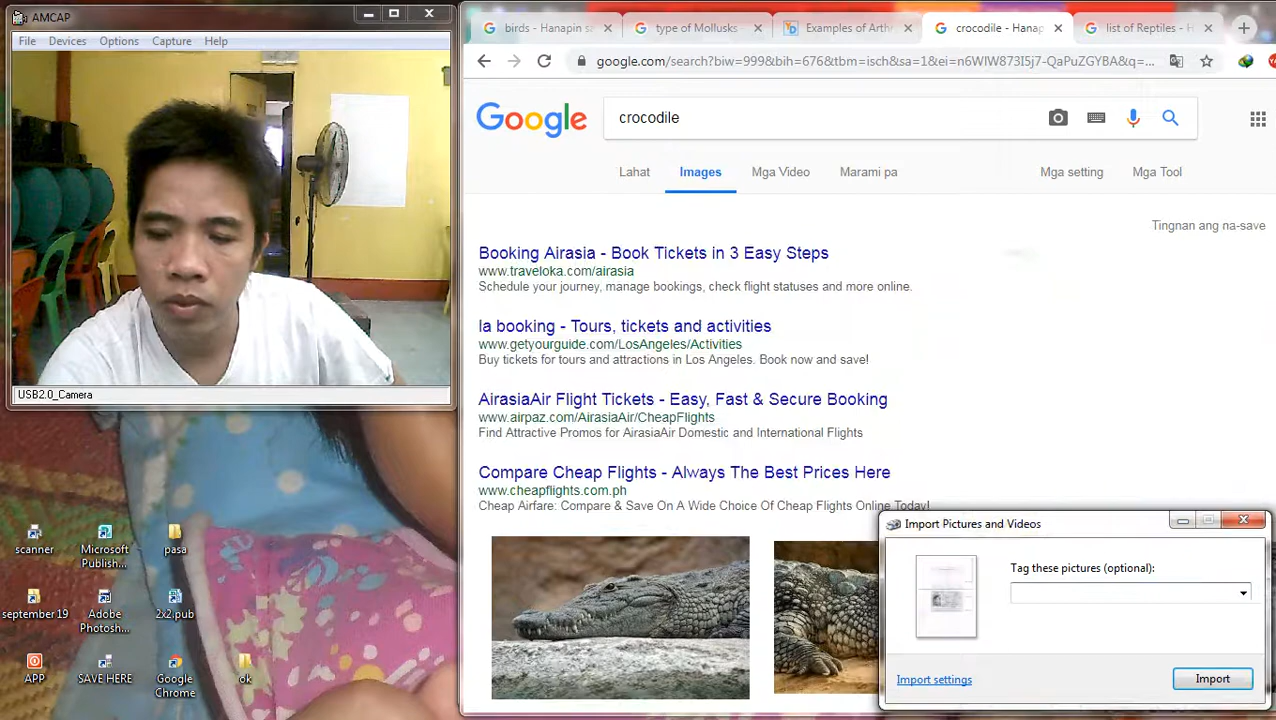 AMCAP
File Devices Options Capture Help
USB2.0_Camera
scanner
Microsoft Publish...
pasa
september 19
Adobe Photosh...
2x2.pub
APP
SAVE HERE
Google Chrome
ok
birds - Hanapin sa
type of Mollusks
Examples of Arth
crocodile - Hanap
list of Reptiles - H
google.com/search?biw=999&bih=676&tbm=isch&sa=1&ei=n6WIW873I5j7-QaPuZGYBA&q=...
Google
crocodile
Lahat Images Mga Video Marami pa Mga setting Mga Tool
Tingnan ang na-save
Booking Airasia - Book Tickets in 3 Easy Steps
www.traveloka.com/airasia
Schedule your journey, manage bookings, check flight statuses and more online.
la booking - Tours, tickets and activities
www.getyourguide.com/LosAngeles/Activities
Buy tickets for tours and attractions in Los Angeles. Book now and save!
AirasiaAir Flight Tickets - Easy, Fast & Secure Booking
www.airpaz.com/AirasiaAir/CheapFlights
Find Attractive Promos for AirasiaAir Domestic and International Flights
Compare Cheap Flights - Always The Best Prices Here
www.cheapflights.com.ph
Cheap Airfare: Compare & Save On A Wide Choice Of Cheap Flights Online Today!
Import Pictures and Videos
Tag these pictures (optional):
Import settings
Import